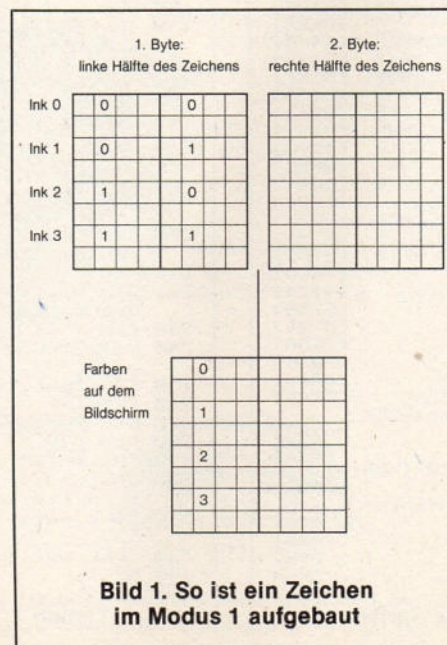 1. Byte:
linke Hälfte des Zeichens
2. Byte:
rechte Hälfte des Zeichens
Ink 0 0 0
Ink 1 0 1
Ink 2 1 0
Ink 3 1 1
Farben 0
auf dem
Bildschirm 1
2
3
Bild 1. So ist ein Zeichen
im Modus 1 aufgebaut